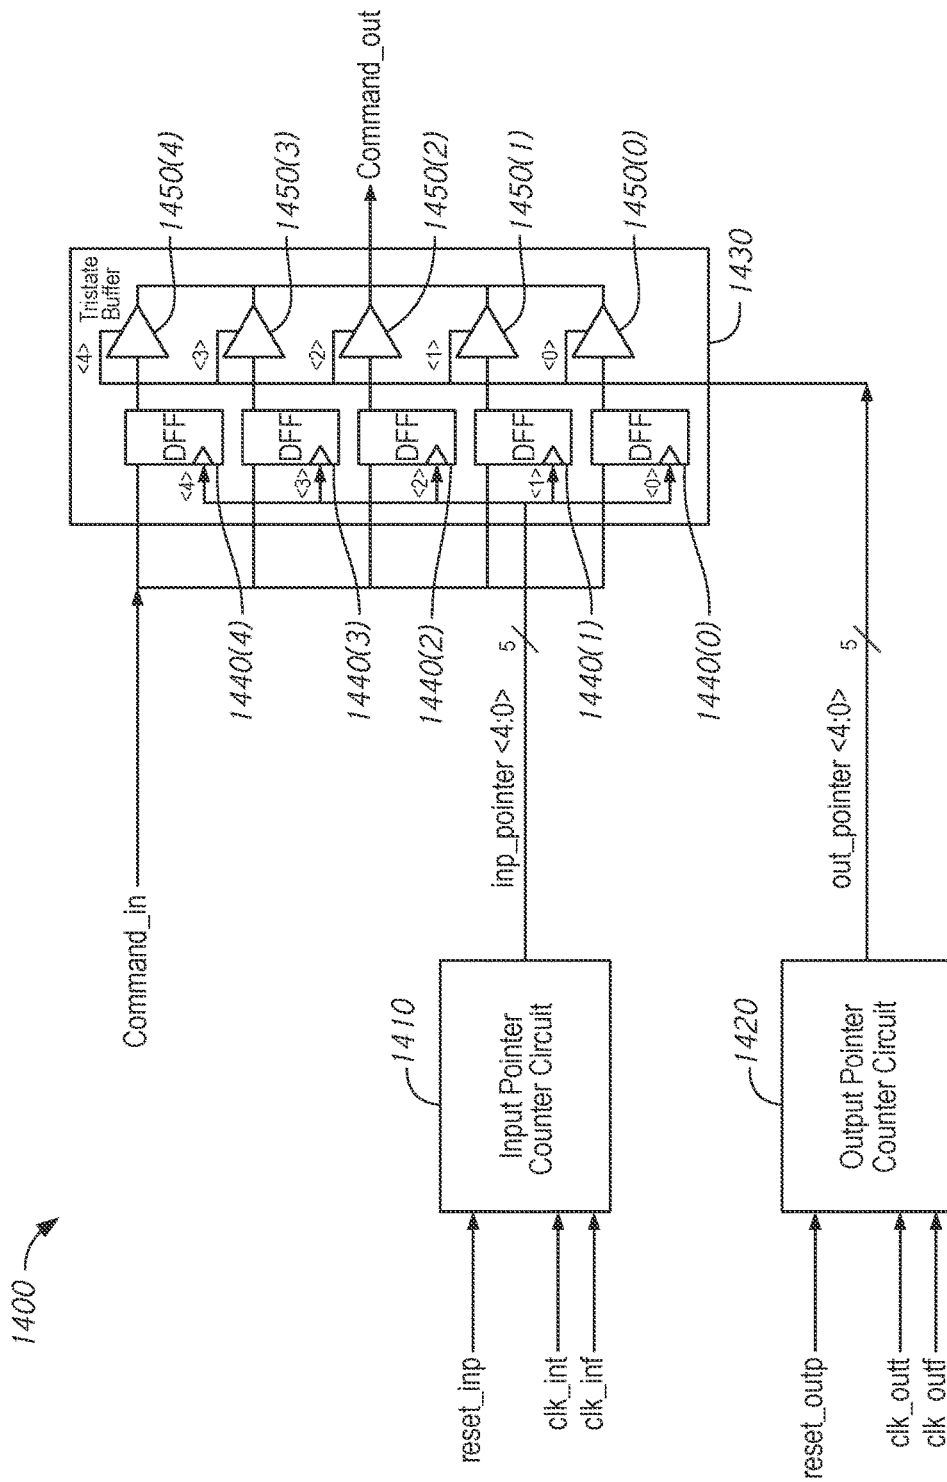 1400
Command_in
Command_out
Tristate
Buffer
<4>
<3>
<2>
<1>
<0>
1450(4)
1450(3)
1450(2)
1450(1)
1450(0)
DFF
DFF
DFF
DFF
DFF
<4>
<3>
<2>
<1>
<0>
1440(4)
1440(3)
1440(2)
1440(1)
1440(0)
1430
reset_inp
clk_int
clk_inf
1410
Input Pointer
Counter Circuit
inp_pointer <4:0>
5
reset_outp
clk_outt
clk_outf
1420
Output Pointer
Counter Circuit
out_pointer <4:0>
5